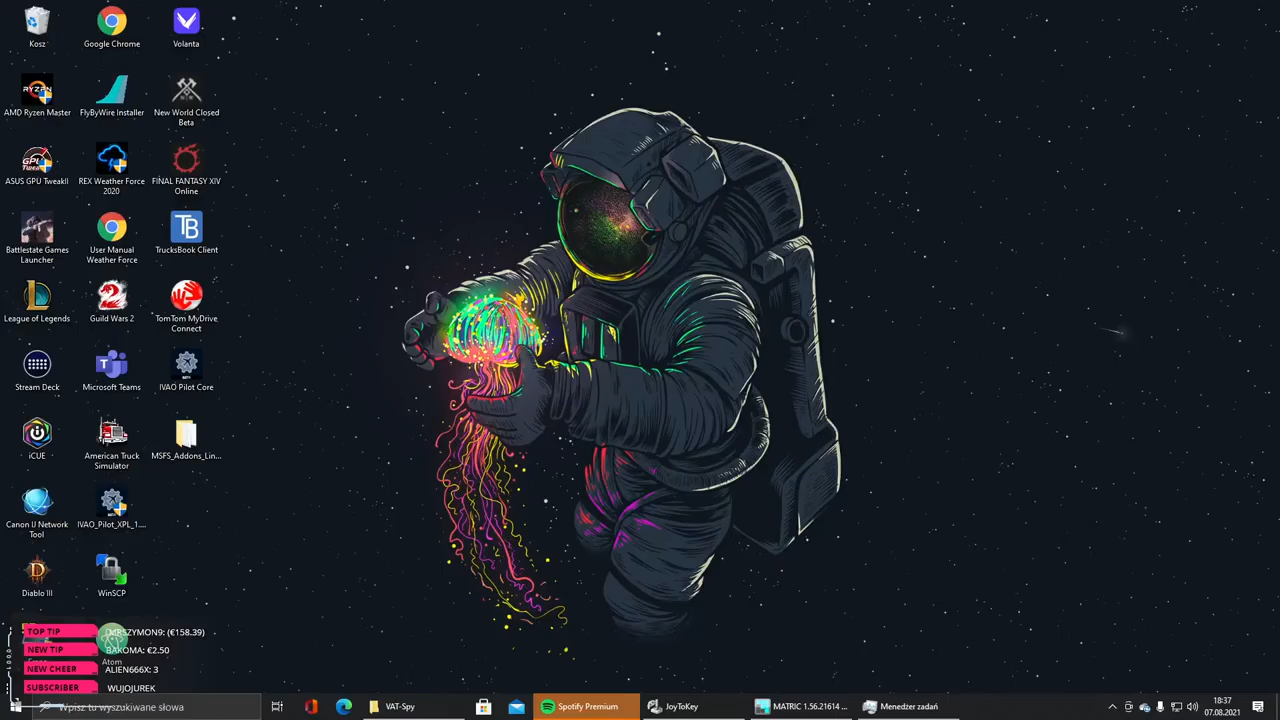 Kosz
Google Chrome
Volanta
RYZEN
AMD Ryzen Master
FlyByWire Installer
New World Closed
Beta
GPU
ASUS GPU TweakII
REX Weather Force
2020
FINAL FANTASY XIV
Online
Battlestate Games
Launcher
User Manual
Weather Force
TB
TrucksBook Client
League of Legends
Guild Wars 2
TomTom MyDrive
Connect
Stream Deck
Microsoft Teams
IVAO Pilot Core
iCUE
American Truck
Simulator
MSFS_Addons_Lin...
Canon IJ Network
Tool
IVAO_Pilot_XPL_1....
Diablo III
WinSCP
Atom
TOP TIP
MRSZYMON9: (€158.39)
NEW TIP
BAKOMA: €2.50
NEW CHEER
ALIEN666X: 3
SUBSCRIBER
WUJOJUREK
Wpisz tu wyszukiwane słowa
VAT-Spy
Spotify Premium
JoyToKey
MATRIC 1.56.21614 ...
Menedżer zadań
18:37
07.08.2021